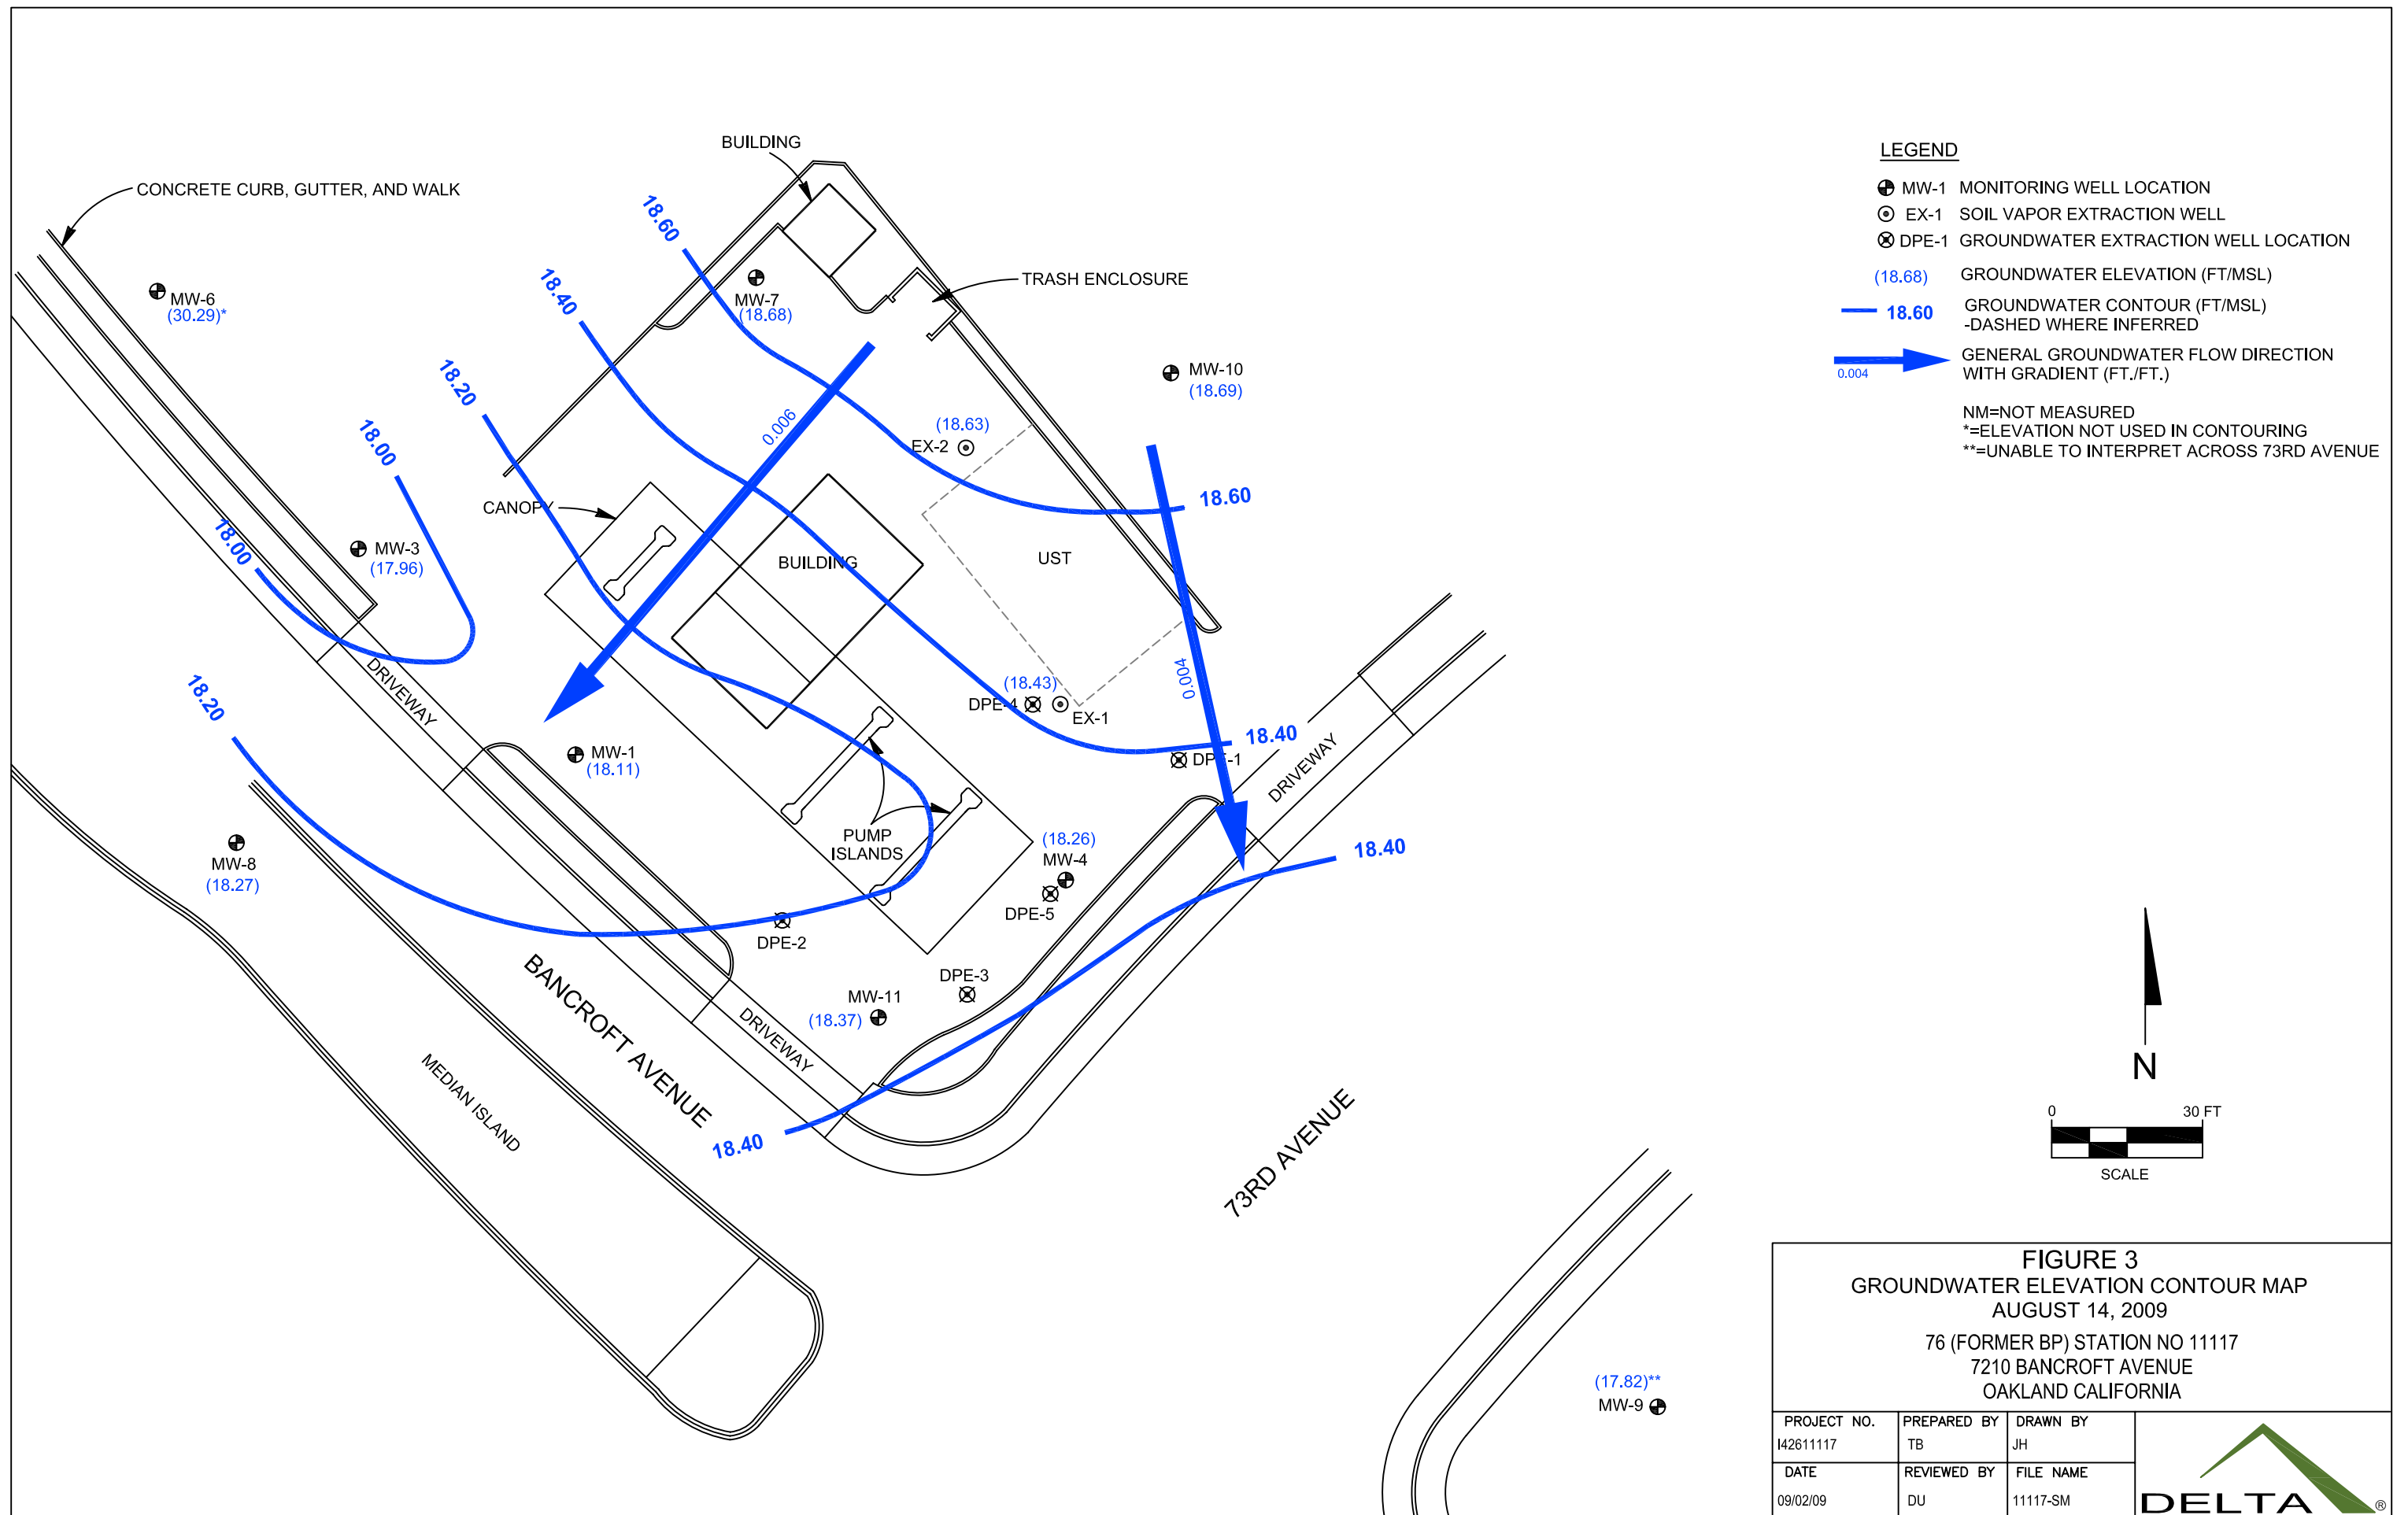 BUILDING
CONCRETE CURB, GUTTER, AND WALK
18.60
18.40
18.20
18.00
18.00
18.20
MW-6
(30.29)*
MW-7
(18.68)
TRASH ENCLOSURE
MW-10
(18.69)
(18.63)
EX-2
0.006
CANOPY
18.60
MW-3
(17.96)
BUILDING
UST
DRIVEWAY
(18.43)
DPE-4
EX-1
0.004
18.40
DPE-1
DRIVEWAY
MW-1
(18.11)
PUMP
ISLANDS
(18.26)
MW-4
DPE-5
18.40
MW-8
(18.27)
DPE-2
DPE-3
MW-11
(18.37)
DRIVEWAY
BANCROFT AVENUE
MEDIAN ISLAND
18.40
73RD AVENUE
(17.82)**
MW-9
LEGEND
MW-1 MONITORING WELL LOCATION
EX-1 SOIL VAPOR EXTRACTION WELL
DPE-1 GROUNDWATER EXTRACTION WELL LOCATION
(18.68) GROUNDWATER ELEVATION (FT/MSL)
18.60 GROUNDWATER CONTOUR (FT/MSL)
-DASHED WHERE INFERRED
GENERAL GROUNDWATER FLOW DIRECTION
0.004 WITH GRADIENT (FT./FT.)
NM=NOT MEASURED
*=ELEVATION NOT USED IN CONTOURING
**=UNABLE TO INTERPRET ACROSS 73RD AVENUE
N
0 30 FT
SCALE
FIGURE 3
GROUNDWATER ELEVATION CONTOUR MAP
AUGUST 14, 2009
76 (FORMER BP) STATION NO 11117
7210 BANCROFT AVENUE
OAKLAND CALIFORNIA
PROJECT NO. PREPARED BY DRAWN BY
I42611117 TB JH
DATE REVIEWED BY FILE NAME
09/02/09 DU 11117-SM
DELTA ®